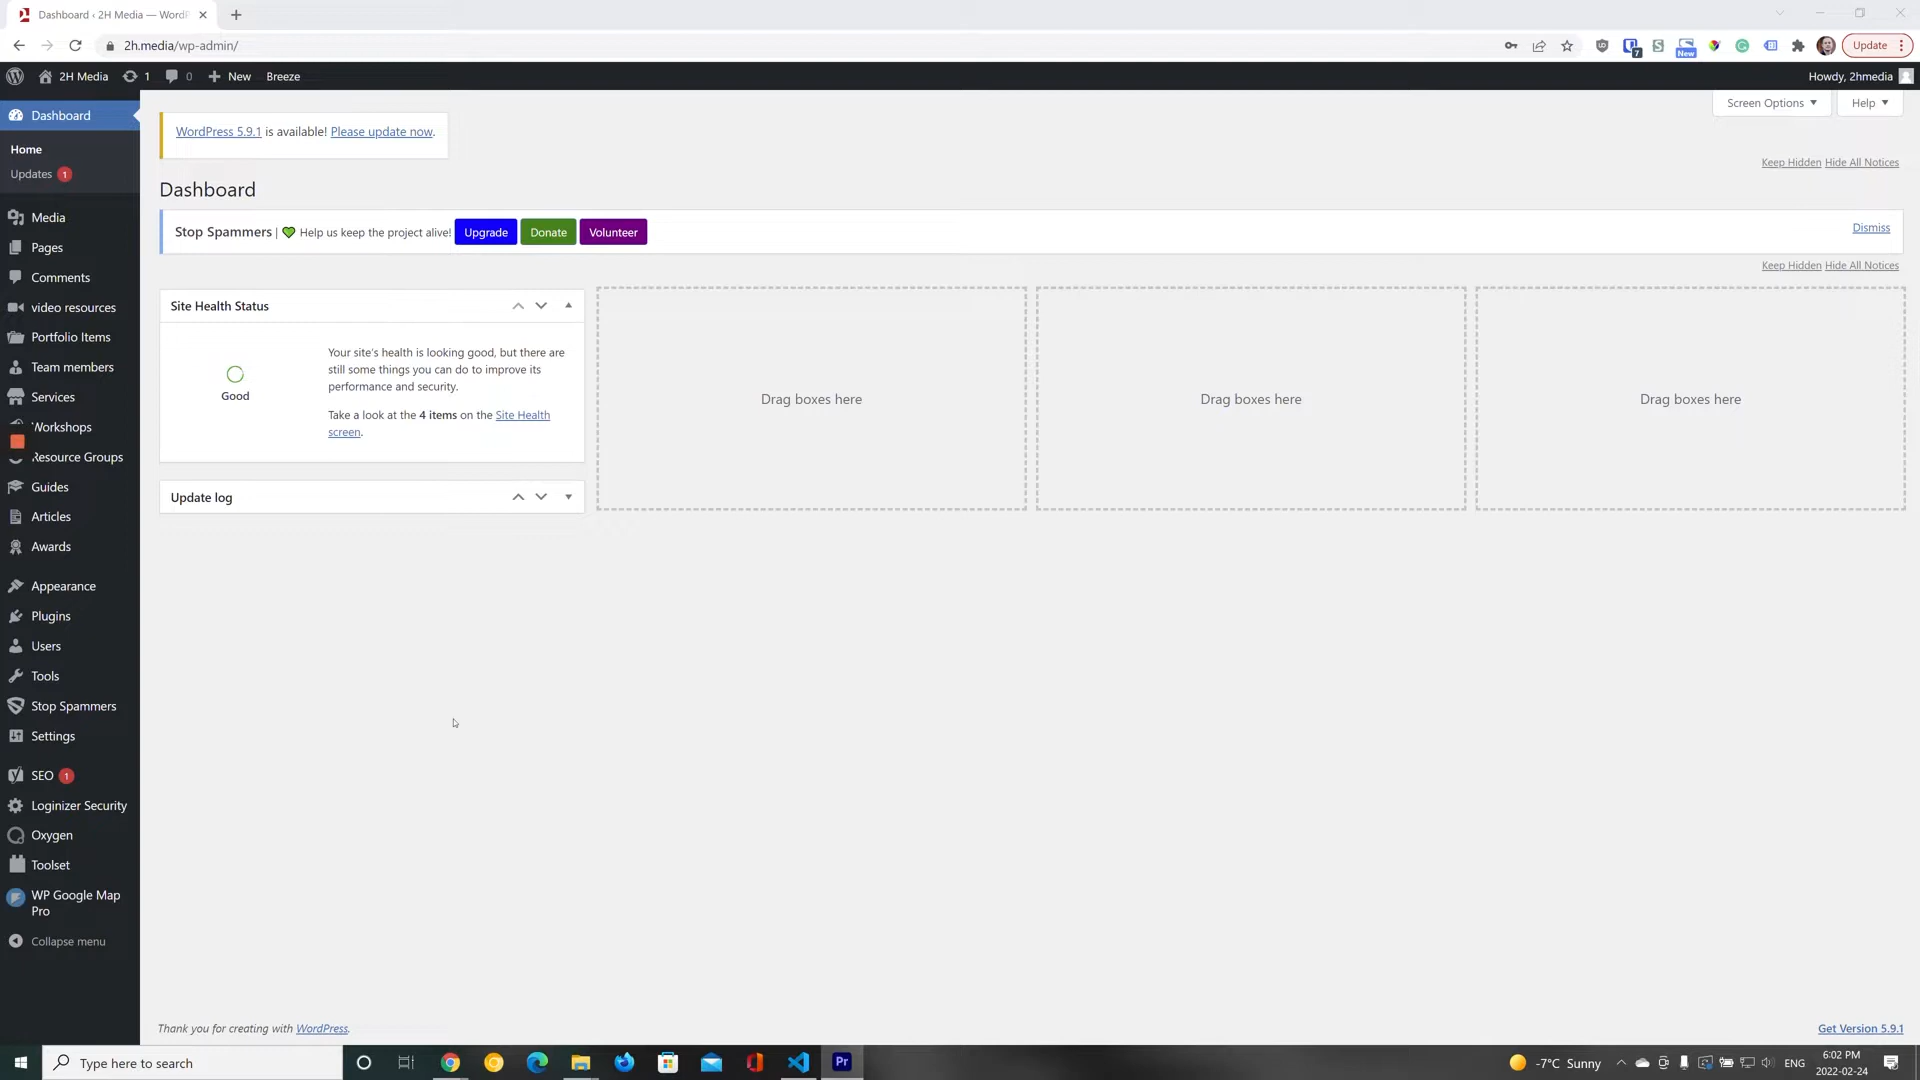 Dashboard ‹ 2H Media — WordP
2h.media/wp-admin/
7
New
Update
2H Media
1
0
New
Breeze
Howdy, 2hmedia
Dashboard
Home
Updates 1
Media
Pages
Comments
video resources
Portfolio Items
Team members
Services
Workshops
Resource Groups
Guides
Articles
Awards
Appearance
Plugins
Users
Tools
Stop Spammers
Settings
SEO 1
Loginizer Security
Oxygen
Toolset
WP Google Map
Pro
Collapse menu
Screen Options
Help
WordPress 5.9.1 is available! Please update now.
Keep Hidden Hide All Notices
Dashboard
Stop Spammers | Help us keep the project alive! Upgrade Donate Volunteer
Dismiss
Keep Hidden Hide All Notices
Site Health Status
Good
Your site's health is looking good, but there are
still some things you can do to improve its
performance and security.
Take a look at the 4 items on the Site Health
screen.
Update log
Drag boxes here
Drag boxes here
Drag boxes here
Thank you for creating with WordPress.
Get Version 5.9.1
Type here to search
Pr
-7°C Sunny
ENG
6:02 PM
2022-02-24